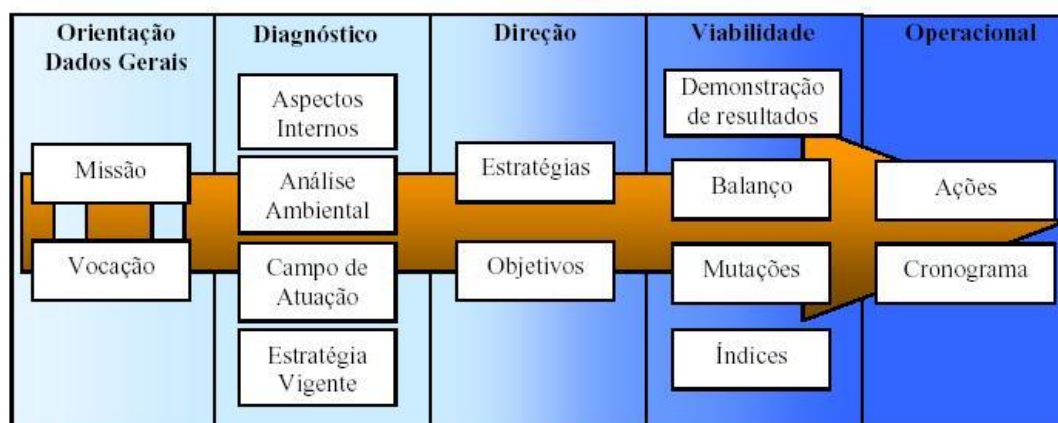 Orientação
Dados Gerais
Missão
Vocação
Diagnóstico
Aspectos
Internos
Análise
Ambiental
Campo de
Atuação
Estratégia
Vigente
Direção
Estratégias
Objetivos
Viabilidade
Demonstração
de resultados
Balanço
Mutações
Índices
Operacional
Ações
Cronograma